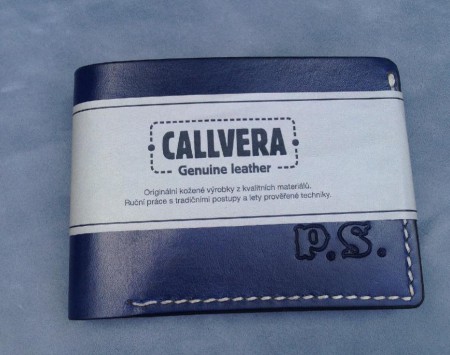 CALLVERA
Genuine leather
Originální kožené výrobky z kvalitních materiálů.
Ruční práce s tradičními postupy a lety prověřené techniky.
P.S.